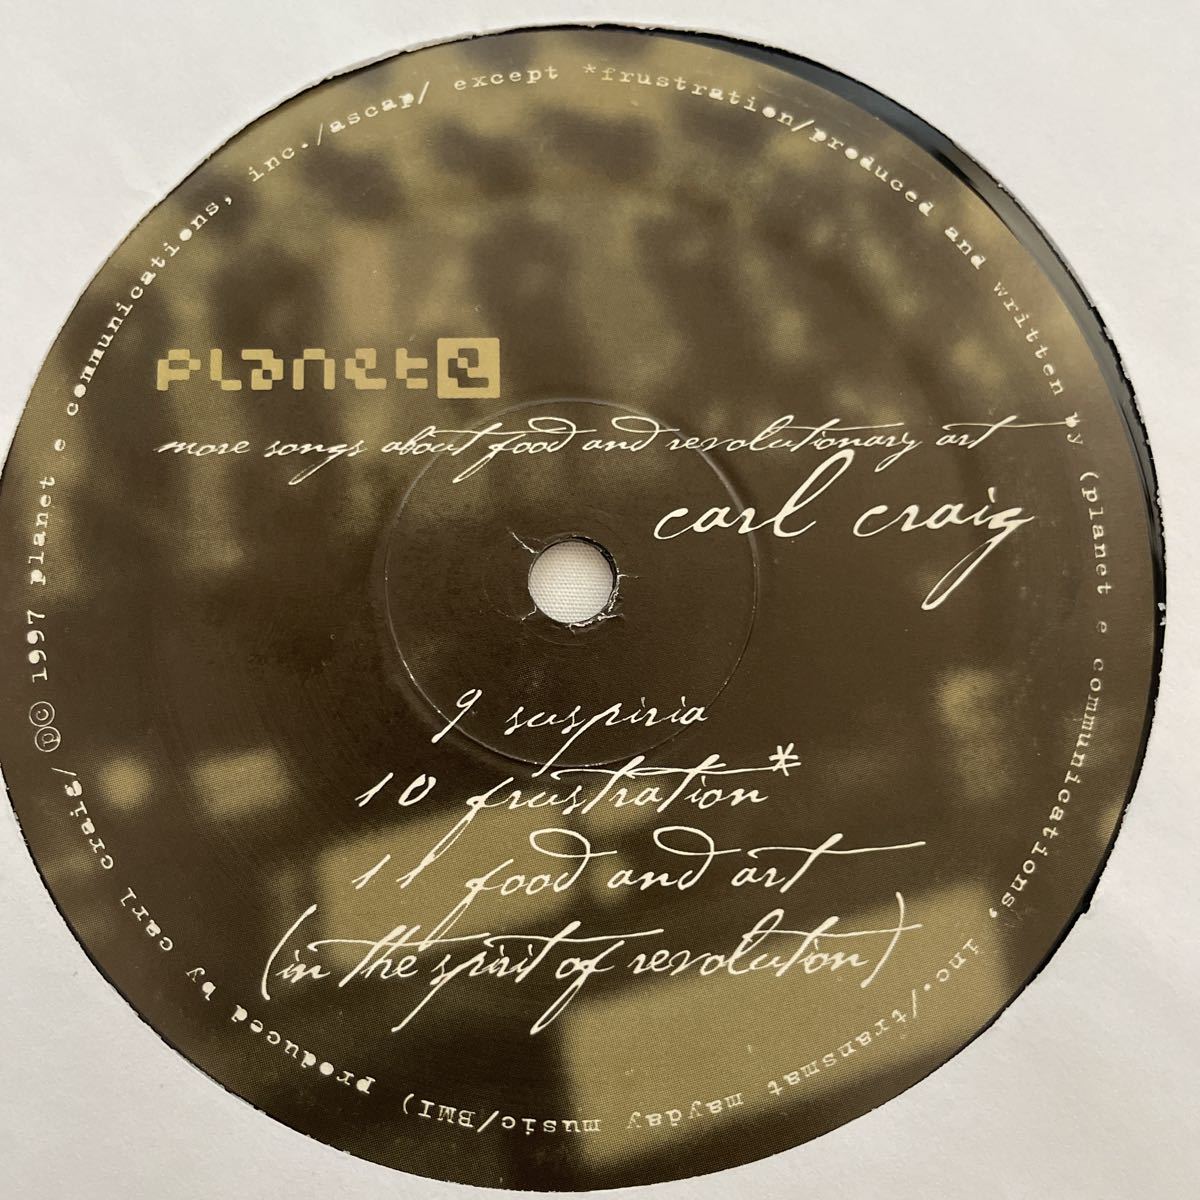 planet e
more songs about food and revolutionary art
carl craig
9 suspiria
10 frustration*
11 food and art
(in the spirit of revolution)
ⓟ© 1997 planet e communications, inc./ascap/ except *frustration/produced and written by (planet e communications, inc./transmat mayday music/BMI) produced by carl craig/